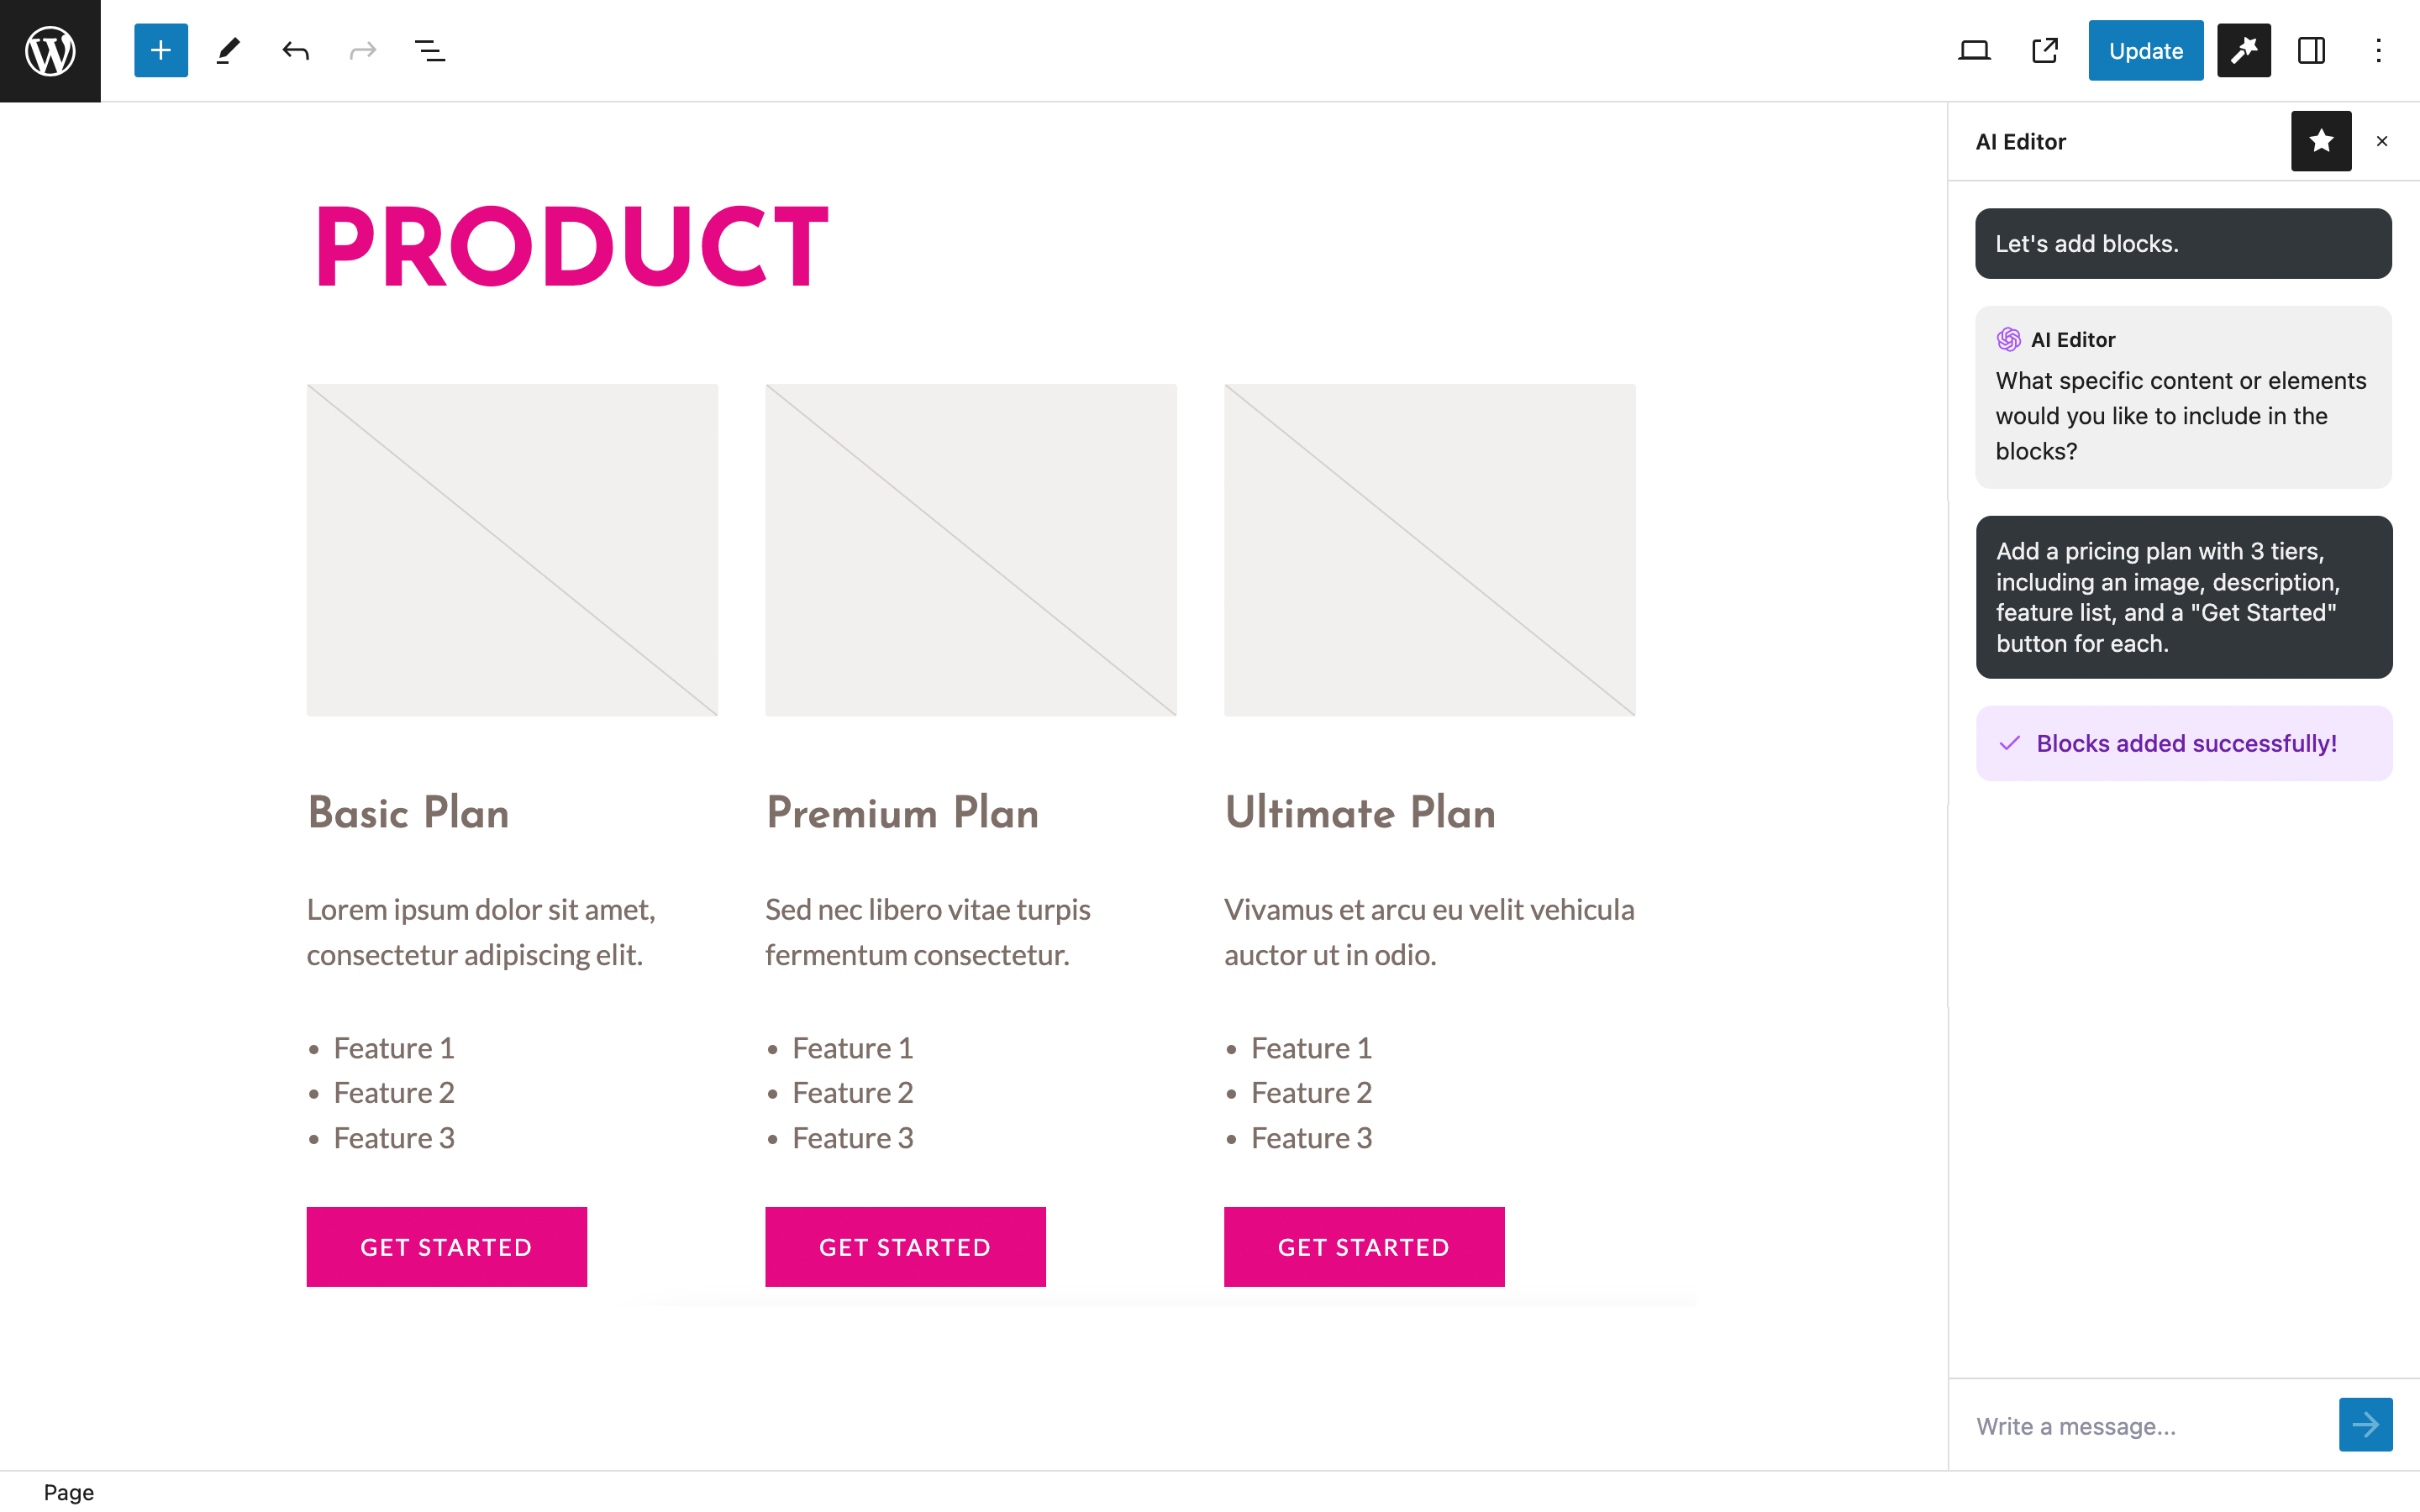 Update
PRODUCT
Basic Plan
Lorem ipsum dolor sit amet,
consectetur adipiscing elit.
• Feature 1
• Feature 2
• Feature 3
GET STARTED
Premium Plan
Sed nec libero vitae turpis
fermentum consectetur.
• Feature 1
• Feature 2
• Feature 3
GET STARTED
Ultimate Plan
Vivamus et arcu eu velit vehicula
auctor ut in odio.
• Feature 1
• Feature 2
• Feature 3
GET STARTED
AI Editor
Let's add blocks.
AI Editor
What specific content or elements
would you like to include in the
blocks?
Add a pricing plan with 3 tiers,
including an image, description,
feature list, and a "Get Started"
button for each.
Blocks added successfully!
Write a message...
Page